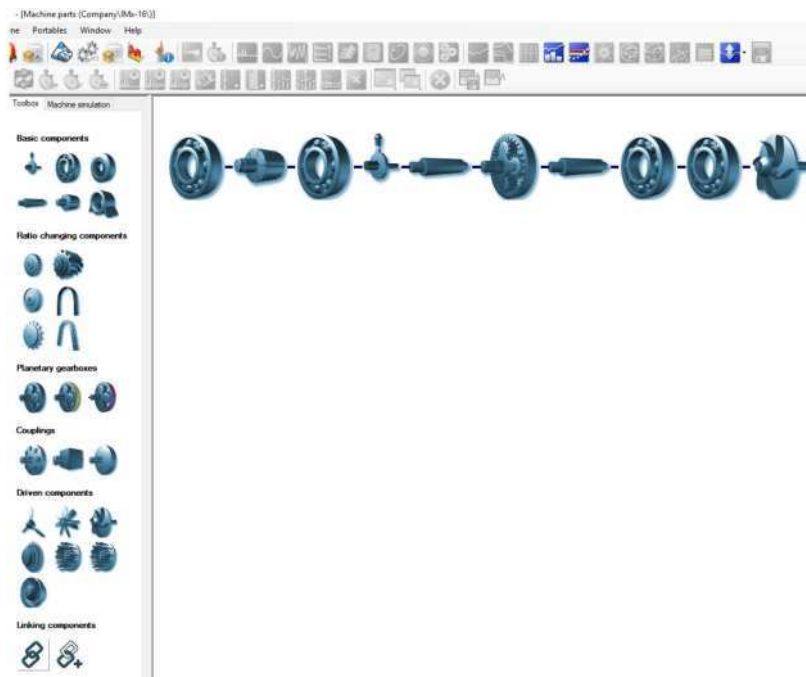 - [Machine parts (Company\IMx-16\)]
ne Portables Window Help
Toolbox Machine simulation
Basic components
Ratio changing components
Planetary gearboxes
Couplings
Driven components
Linking components